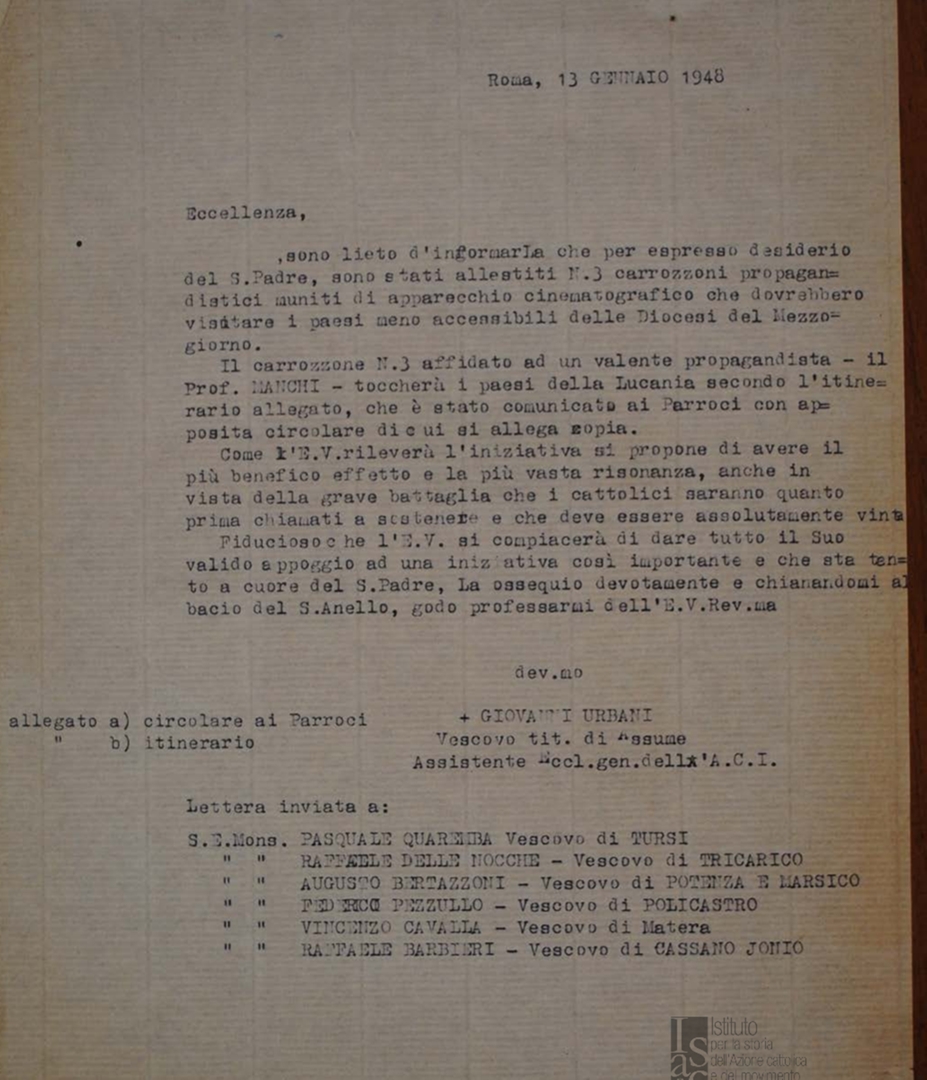 Roma, 13 GENNAIO 1948
Eccellenza,
,sono lieto d'informarLa che per espresso desiderio
del S.Padre, sono stati allestiti N.3 carrozzoni propagan=
distici muniti di apparecchio cinematografico che dovrebbero
visitare i paesi meno accessibili delle Diocesi del Mezzo=
giorno.
Il carrozzone N.3 affidato ad un valente propagandista - il
Prof. MANCHI - toccherà i paesi della Lucania secondo l'itine=
rario allegato, che è stato comunicato ai Parroci con ap=
posita circolare dic ui si allega copia.
Come l'E.V.rileverà l'iniziativa si propone di avere il
più benefico effetto e la più vasta risonanza, anche in
vista della grave battaglia che i cattolici saranno quanto
prima chiamati a sostenere e che deve essere assolutamente vinta
Fiduciosoc he l'E.V. si compiacerà di dare tutto il Suo
valido appoggio ad una iniziativa così importante e che sta tan=
to a cuore del S.Padre, La ossequio devotamente e chianandomi al
bacio del S.Anello, godo professarmi dell'E.V.Rev.ma
dev.mo
allegato a) circolare ai Parroci
" b) itinerario
+ GIOVANNI URBANI
Vescovo tit. di Assume
Assistente Eccl.gen.dell'A.C.I.
Lettera inviata a:
S.E.Mons. PASQUALE QUAREMBA Vescovo di TURSI
" " RAFFAELE DELLE NOCCHE - Vescovo di TRICARICO
" " AUGUSTO BERTAZZONI - Vescovo di POTENZA E MARSICO
" " FEDERICO PEZZULLO - Vescovo di POLICASTRO
" " VINCENZO CAVALLA - Vescovo di Matera
" " RAFFAELE BARBIERI - Vescovo di CASSANO JONIO
Isac
Istituto
per la storia
dell'Azione cattolica
e del movimento